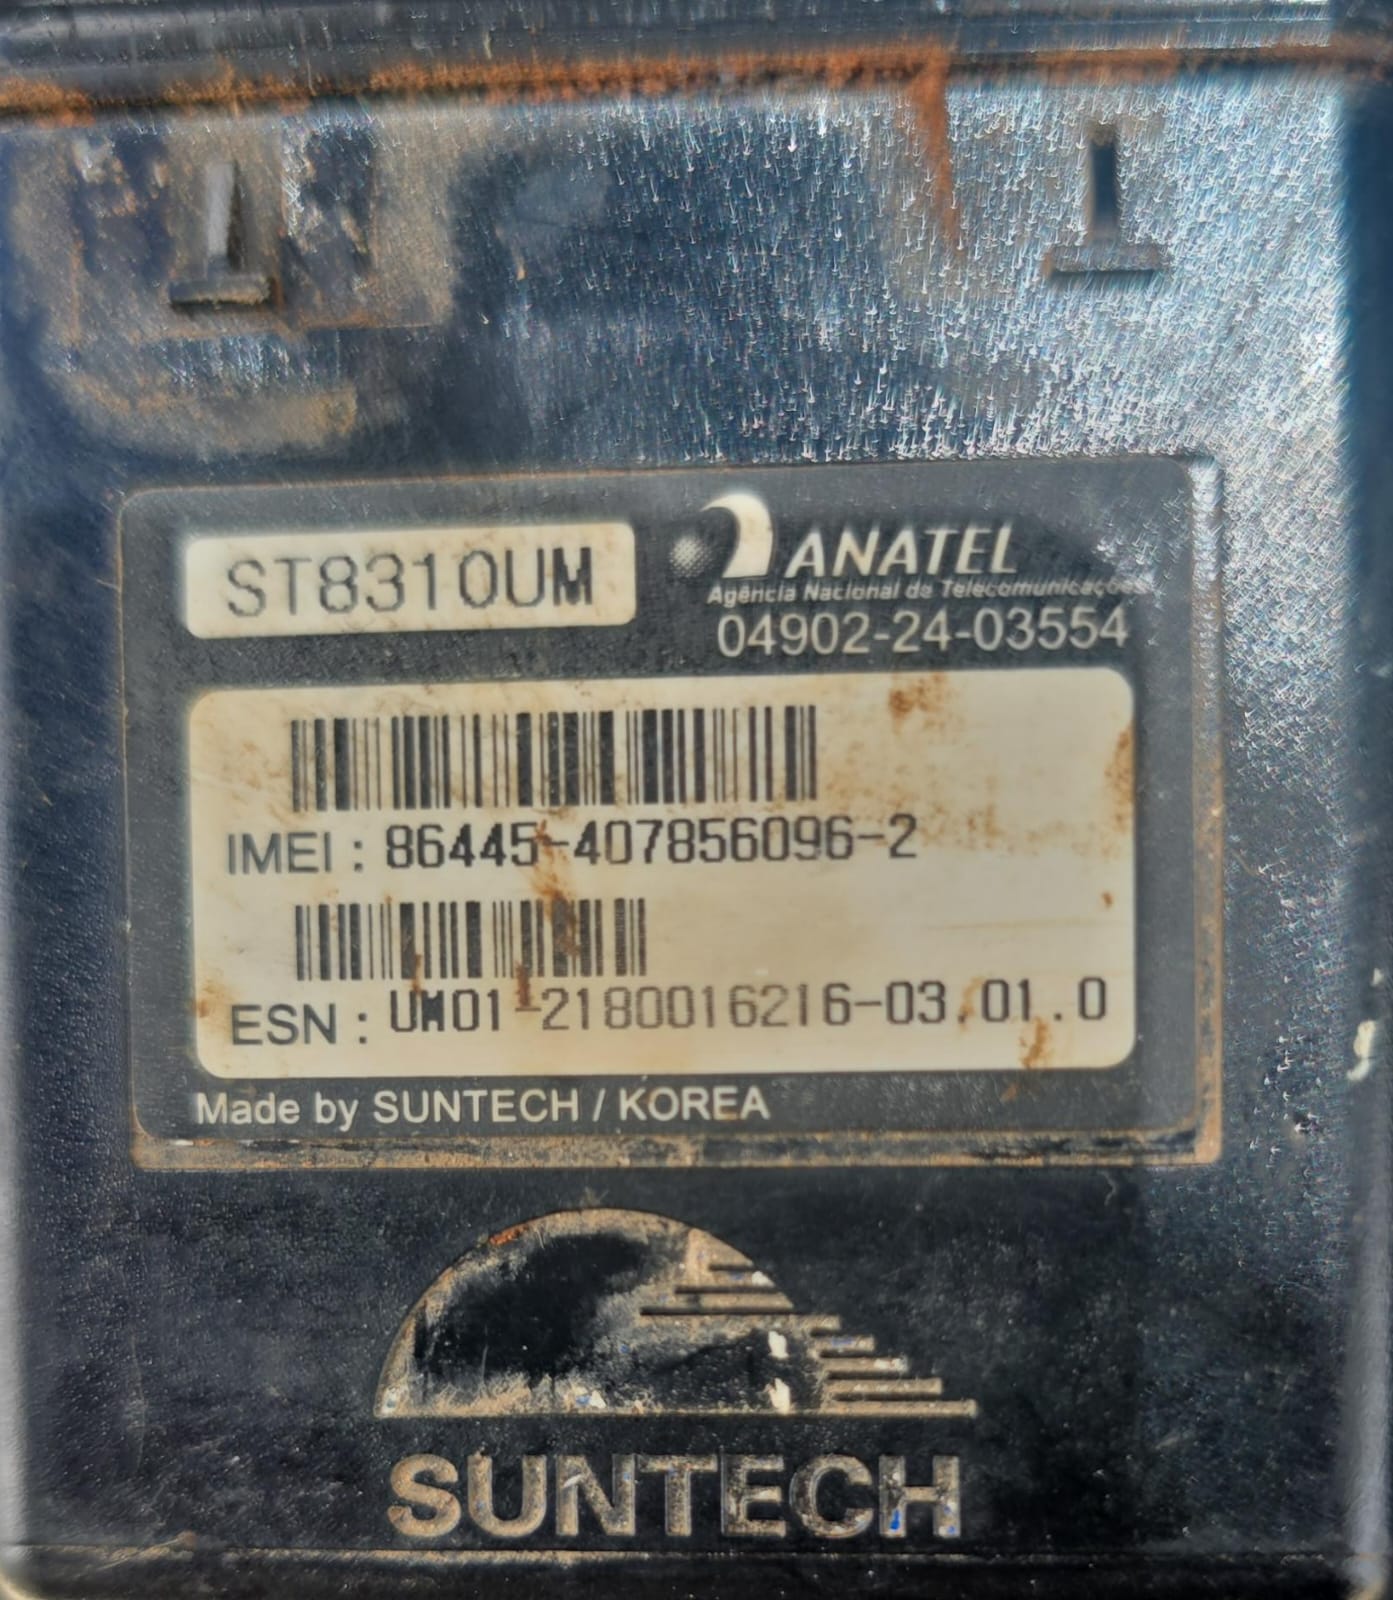 ST8310UM
ANATEL
Agência Nacional de Telecomunicações
04902-24-03554
IMEI : 86445-407856096-2
ESN : UM01-2180016216-03.01.0
Made by SUNTECH / KOREA
SUNTECH